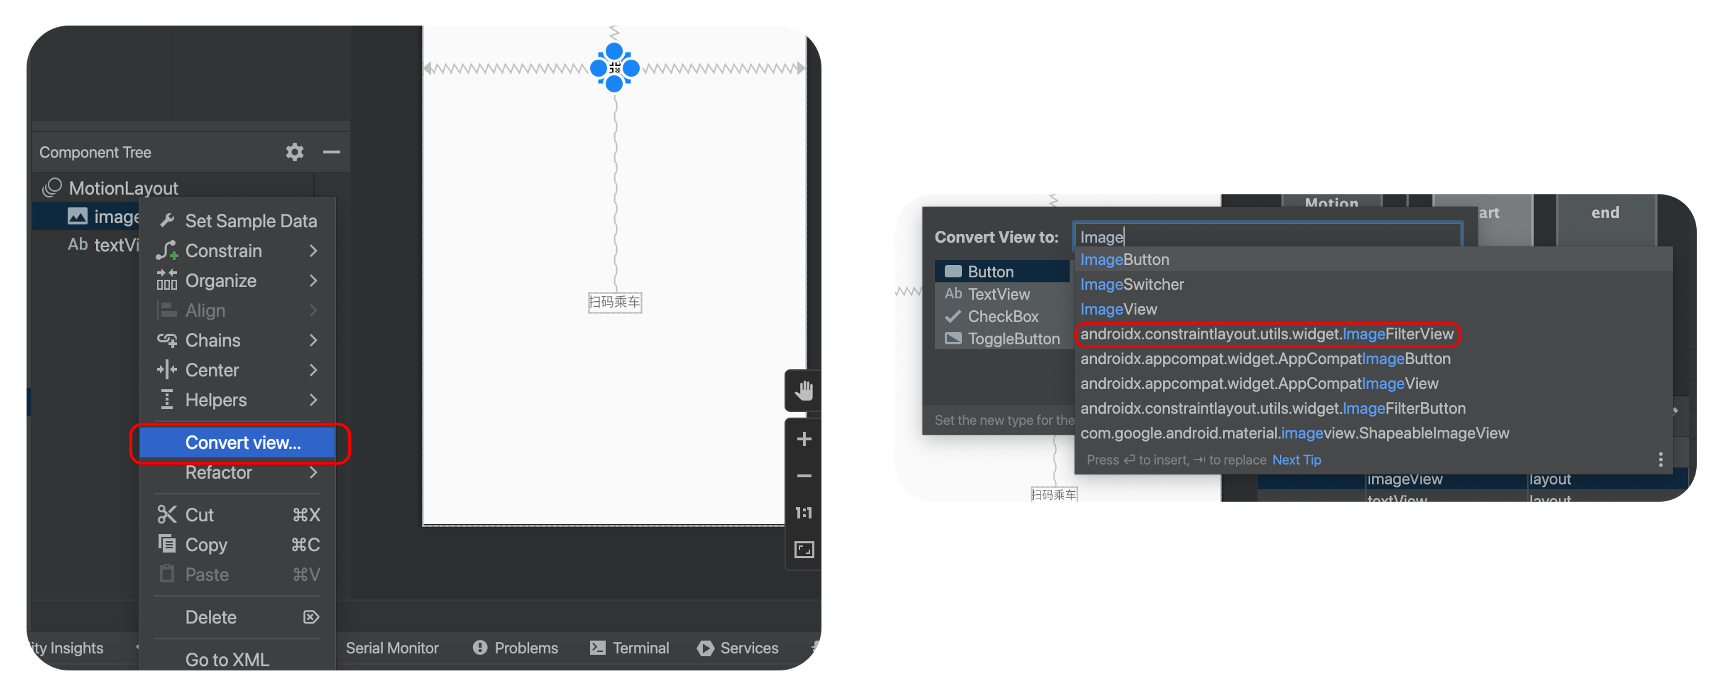 扫码乘车
Component Tree
MotionLayout
image
Ab textVi
Set Sample Data
Constrain
Organize
Align
Chains
Center
Helpers
Convert view...
Refactor
Cut ⌘X
Copy ⌘C
Paste ⌘V
Delete
Go to XML
1:1
ity Insights
Serial Monitor
Problems
Terminal
Services
Motion
art
end
Convert View to:
Image
Button
Ab TextView
CheckBox
ToggleButton
Set the new type for the
ImageButton
ImageSwitcher
ImageView
androidx.constraintlayout.utils.widget.ImageFilterView
androidx.appcompat.widget.AppCompatImageButton
androidx.appcompat.widget.AppCompatImageView
androidx.constraintlayout.utils.widget.ImageFilterButton
com.google.android.material.imageview.ShapeableImageView
Press ↵ to insert, ⇥ to replace Next Tip
imageView layout
textView layout
扫码乘车